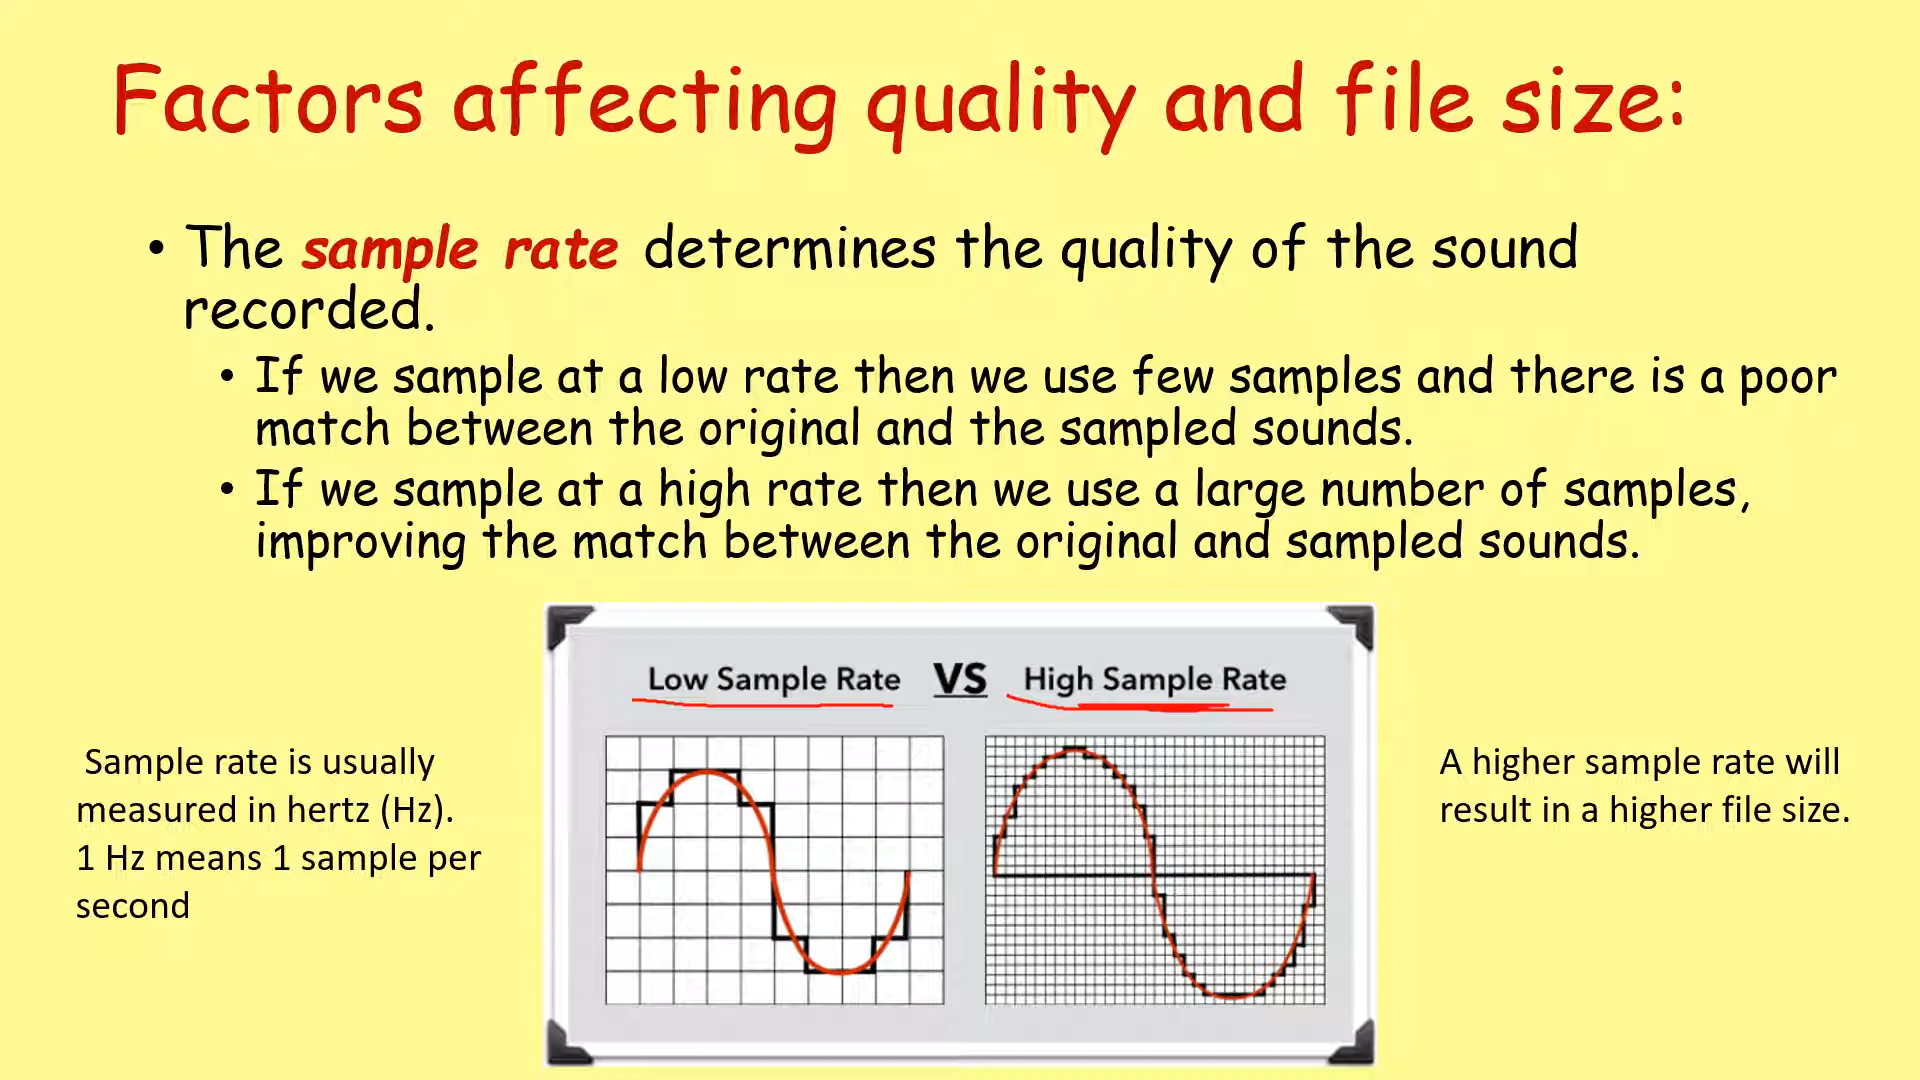 Factors affecting quality and file size:
• The sample rate determines the quality of the sound
recorded.
• If we sample at a low rate then we use few samples and there is a poor
match between the original and the sampled sounds.
• If we sample at a high rate then we use a large number of samples,
improving the match between the original and sampled sounds.
Low Sample Rate VS High Sample Rate
Sample rate is usually
measured in hertz (Hz).
1 Hz means 1 sample per
second
A higher sample rate will
result in a higher file size.